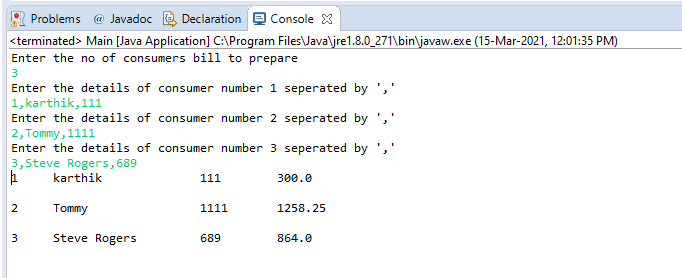 Problems @ Javadoc Declaration Console
<terminated> Main [Java Application] C:\Program Files\Java\jre1.8.0_271\bin\javaw.exe (15-Mar-2021, 12:01:35 PM)
Enter the no of consumers bill to prepare
3
Enter the details of consumer number 1 seperated by ','
1,karthik,111
Enter the details of consumer number 2 seperated by ','
2,Tommy,1111
Enter the details of consumer number 3 seperated by ','
3,Steve Rogers,689
1 karthik 111 300.0
2 Tommy 1111 1258.25
3 Steve Rogers 689 864.0